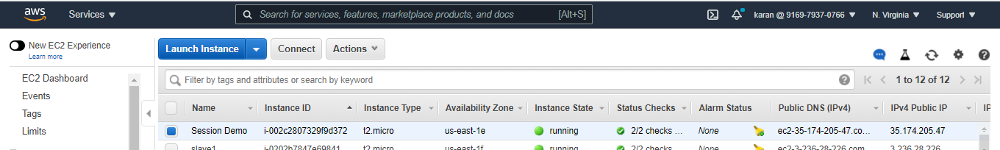 aws Services Search for services, features, marketplace products, and docs [Alt+S] karan @ 9169-7937-0766 N. Virginia Support
New EC2 Experience
Learn more
Launch Instance Connect Actions
EC2 Dashboard
Events
Tags
Limits
Filter by tags and attributes or search by keyword 1 to 12 of 12
Name Instance ID Instance Type Availability Zone Instance State Status Checks Alarm Status Public DNS (IPv4) IPv4 Public IP IP
Session Demo i-002c2807329f9d372 t2.micro us-east-1e running 2/2 checks ... None ec2-35-174-205-47.co... 35.174.205.47
slave1 i-0202b7847e69841 t2.micro us-east-1f running 2/2 checks None ec2-3-236-28-226.com 3.236.28.226